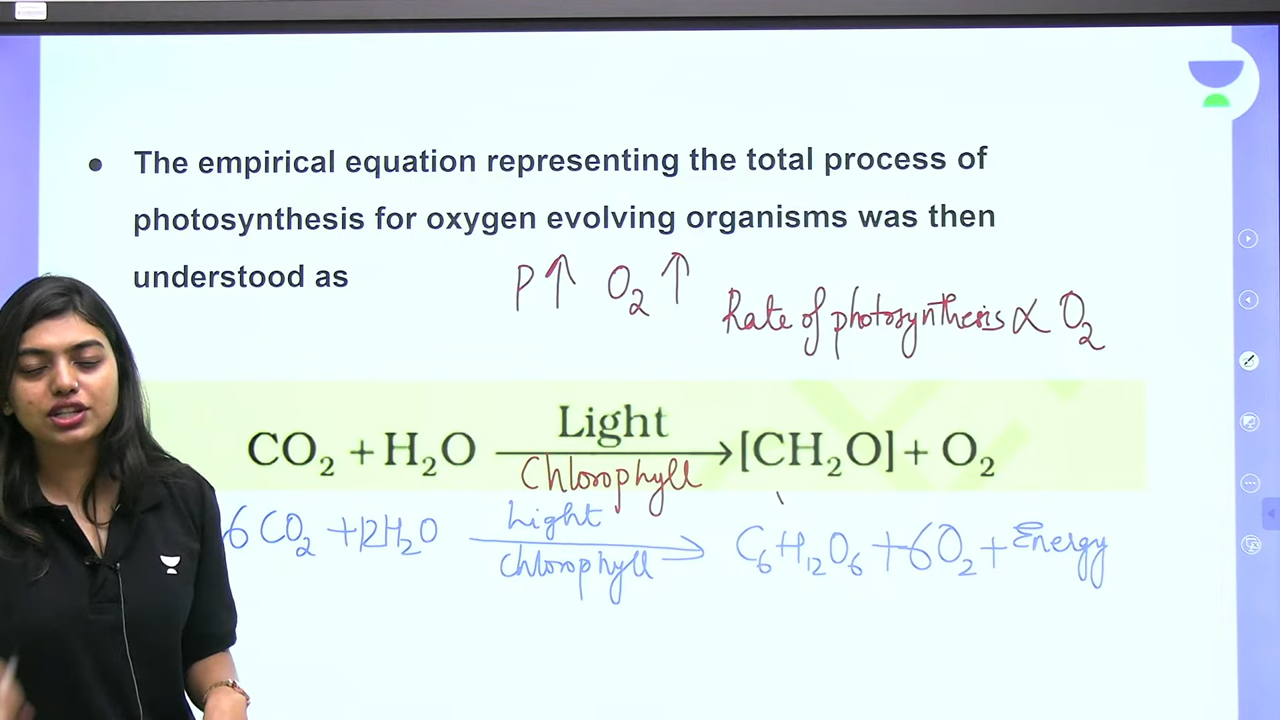 • The empirical equation representing the total process of
photosynthesis for oxygen evolving organisms was then
understood as
P↑ O₂ ↑
Rate of photosynthesis ∝ O₂
CO₂ + H₂O —Light→ [CH₂O] + O₂
Chlorophyll
6CO₂ + 12H₂O —Light→ C₆H₁₂O₆ + 6O₂ + Energy
Chlorophyll